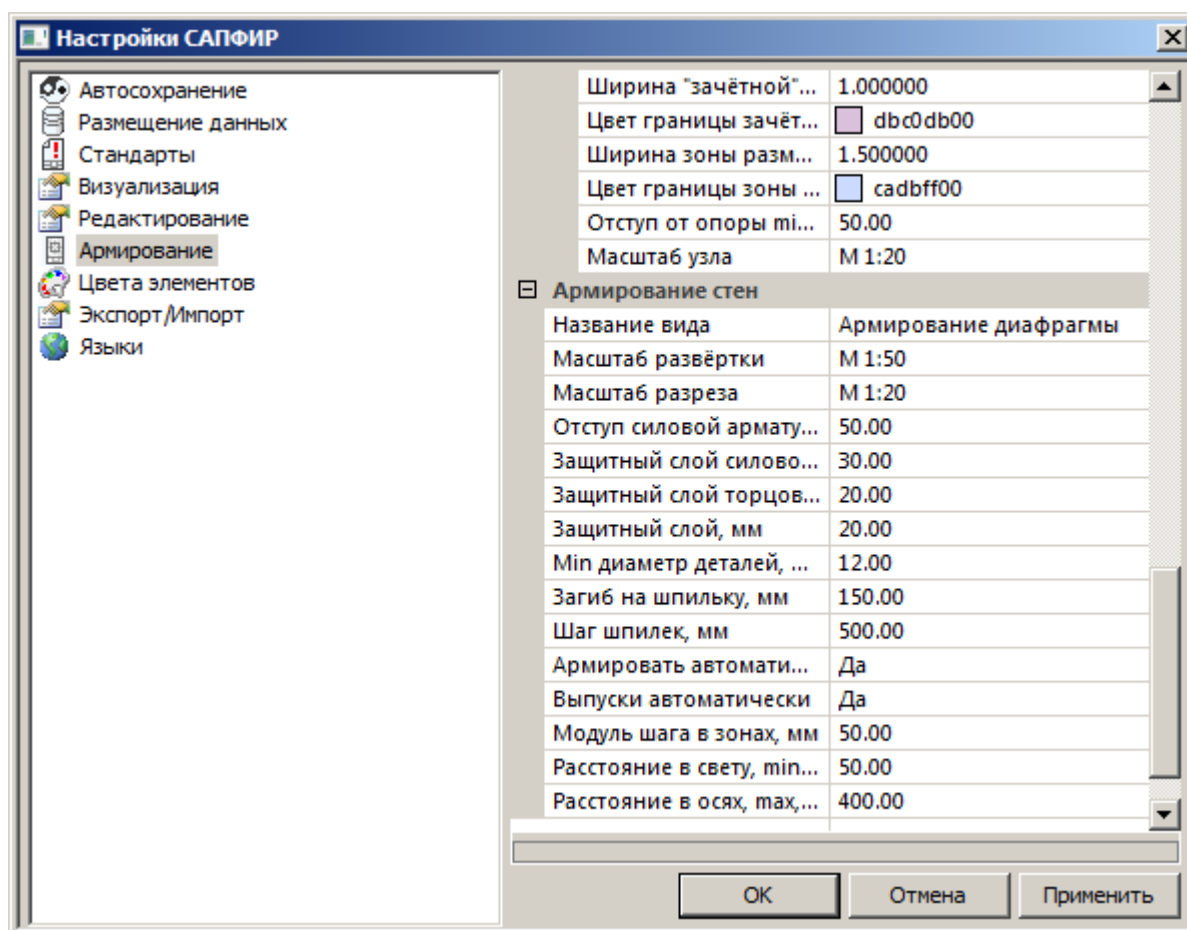 Настройки САПФИР
Автосохранение
Размещение данных
Стандарты
Визуализация
Редактирование
Армирование
Цвета элементов
Экспорт/Импорт
Языки
Ширина "зачётной"... 1.000000
Цвет границы зачёт... dbc0db00
Ширина зоны разм... 1.500000
Цвет границы зоны ... cadbff00
Отступ от опоры mi... 50.00
Масштаб узла М 1:20
Армирование стен
Название вида Армирование диафрагмы
Масштаб развёртки М 1:50
Масштаб разреза М 1:20
Отступ силовой армату... 50.00
Защитный слой силово... 30.00
Защитный слой торцов... 20.00
Защитный слой, мм 20.00
Min диаметр деталей, ... 12.00
Загиб на шпильку, мм 150.00
Шаг шпилек, мм 500.00
Армировать автомати... Да
Выпуски автоматически Да
Модуль шага в зонах, мм 50.00
Расстояние в свету, min... 50.00
Расстояние в осях, max,... 400.00
ОК Отмена Применить